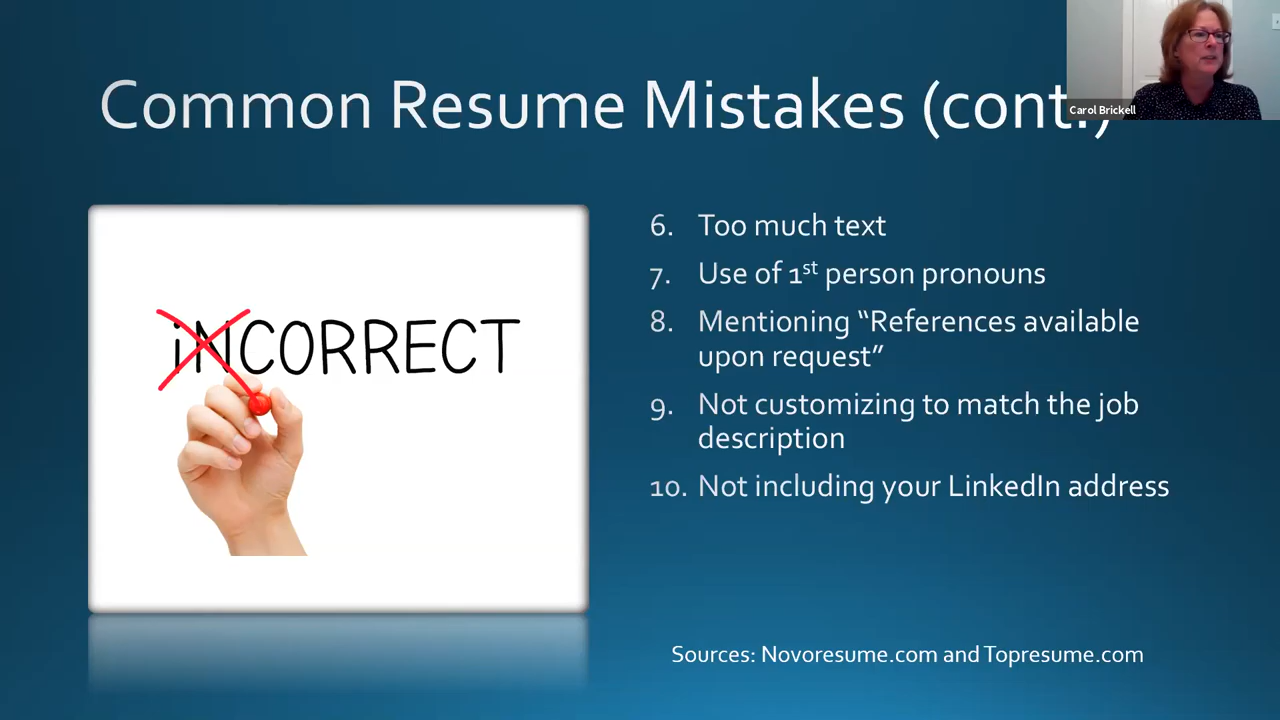 Common Resume Mistakes (cont.)
Carol Brickell
iNCORRECT
6. Too much text
7. Use of 1st person pronouns
8. Mentioning “References available
upon request”
9. Not customizing to match the job
description
10. Not including your LinkedIn address
Sources: Novoresume.com and Topresume.com